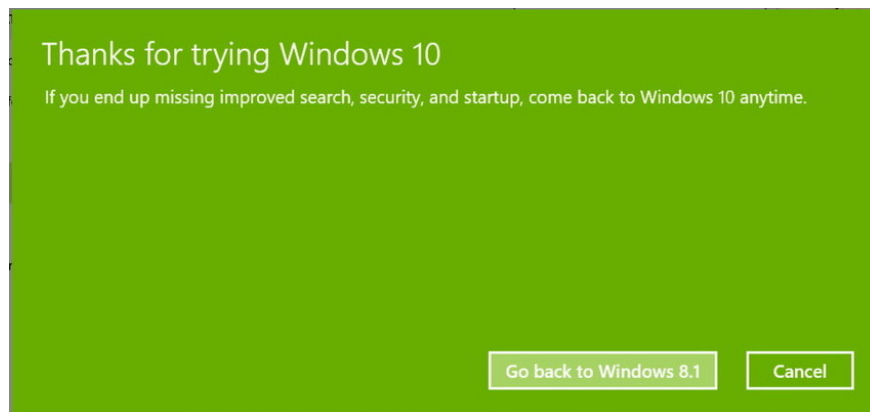 Thanks for trying Windows 10
If you end up missing improved search, security, and startup, come back to Windows 10 anytime.
Go back to Windows 8.1
Cancel